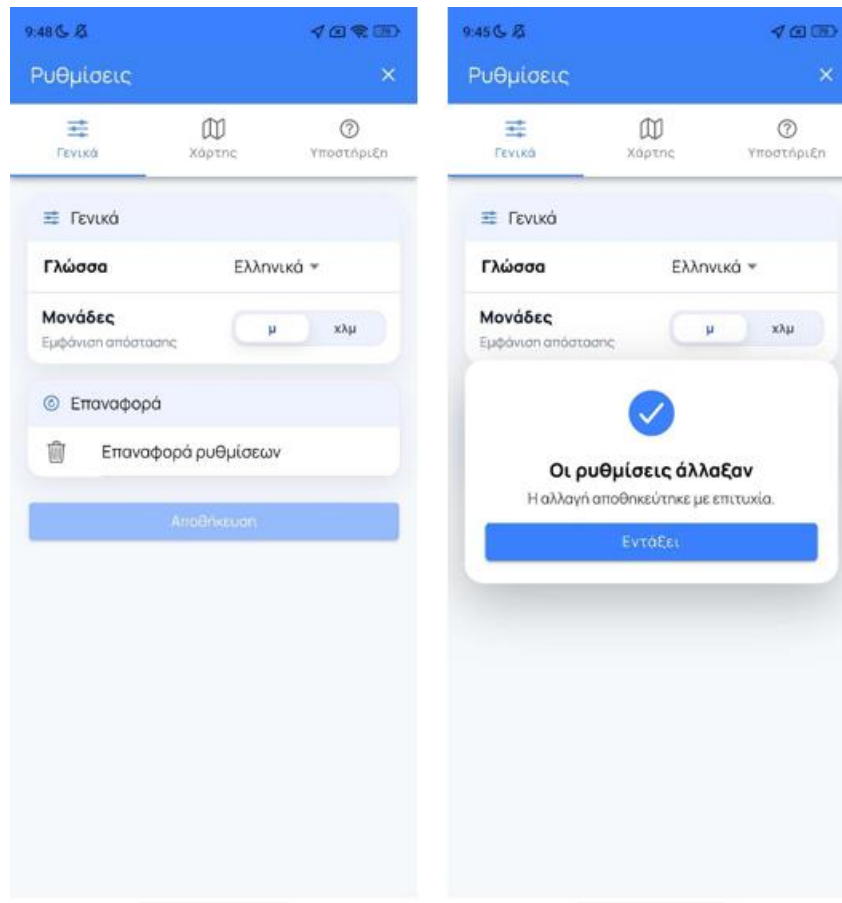 9:48
Ρυθμίσεις
Γενικά
Χάρτης
Υποστήριξη
Γενικά
Γλώσσα
Ελληνικά
Μονάδες
Εμφάνιση απόστασης
μ
χλμ
Επαναφορά
Επαναφορά ρυθμίσεων
Αποθήκευση
9:45
Ρυθμίσεις
Γενικά
Χάρτης
Υποστήριξη
Γενικά
Γλώσσα
Ελληνικά
Μονάδες
Εμφάνιση απόστασης
μ
χλμ
Οι ρυθμίσεις άλλαξαν
Η αλλαγή αποθηκεύτηκε με επιτυχία.
Εντάξει